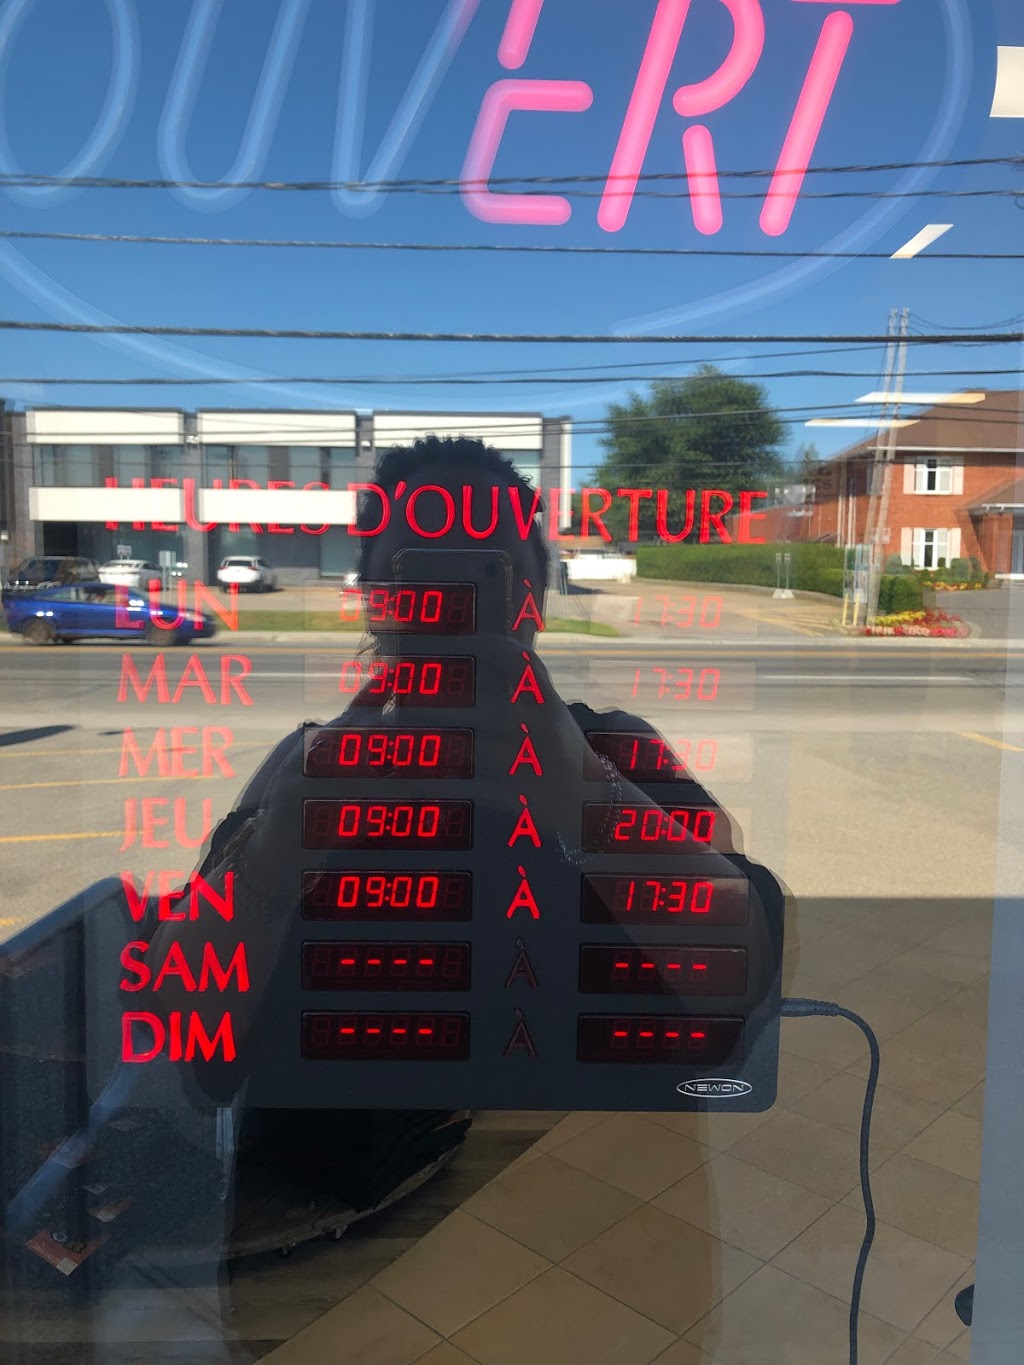 OUVERT
HEURES D'OUVERTURE
LUN 09:00 À 17:30
MAR 09:00 À 17:30
MER 09:00 À 17:30
JEU 09:00 À 20:00
VEN 09:00 À 17:30
SAM ---- À ----
DIM ---- À ----
NEWON